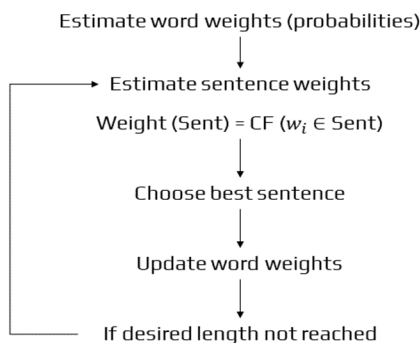 Estimate word weights (probabilities)
Estimate sentence weights
Weight (Sent) = CF (𝑤ᵢ ∈ Sent)
Choose best sentence
Update word weights
If desired length not reached